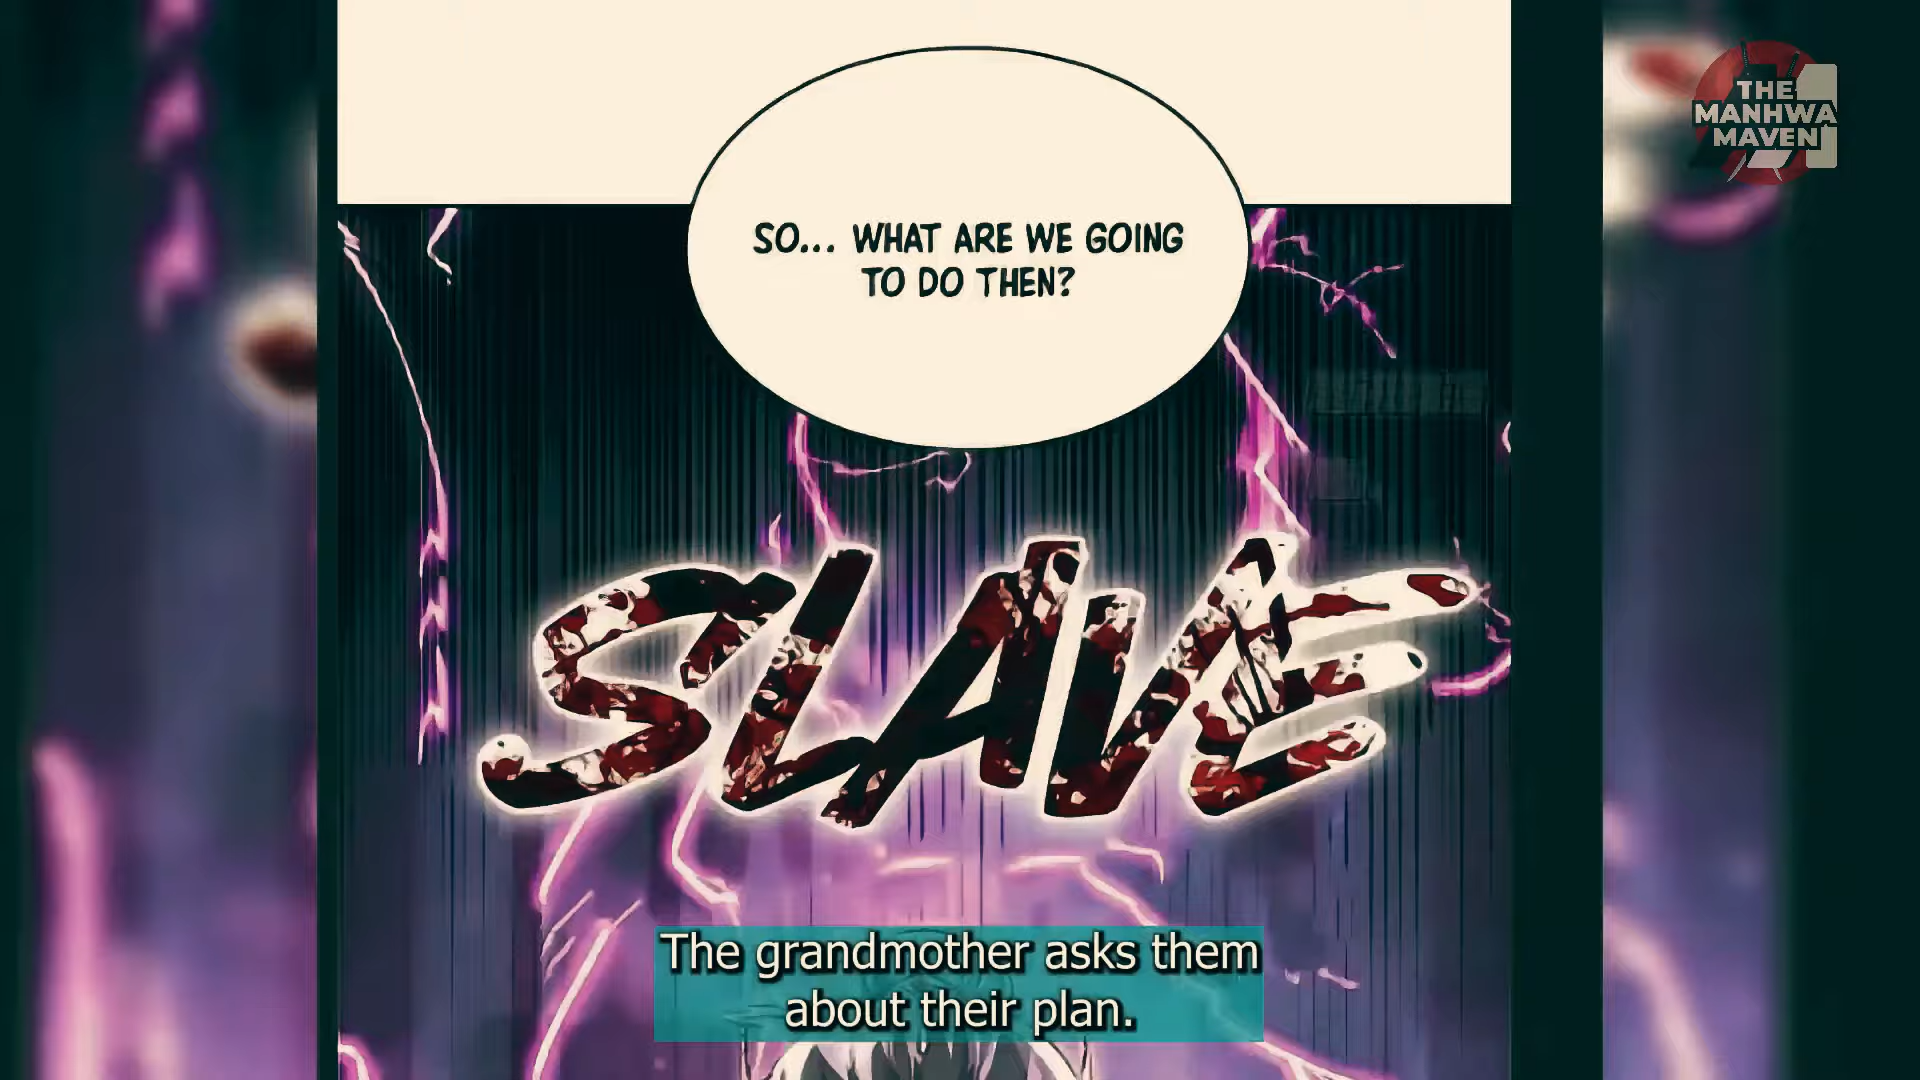 THE
MANHWA
MAVEN
SO... WHAT ARE WE GOING
TO DO THEN?
SLAVE
The grandmother asks them
about their plan.